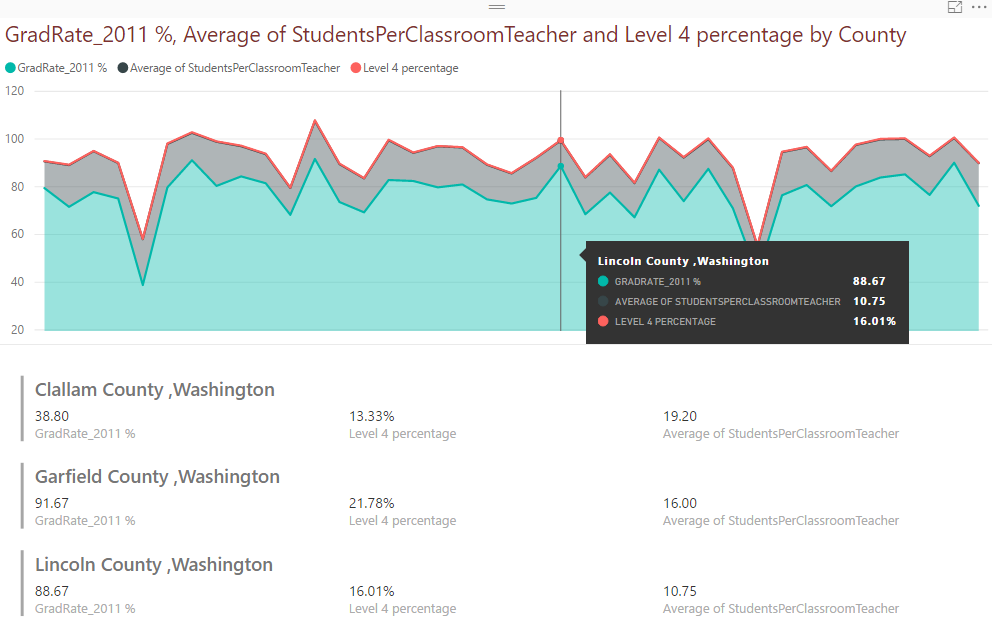 GradRate_2011 %, Average of StudentsPerClassroomTeacher and Level 4 percentage by County
GradRate_2011 % Average of StudentsPerClassroomTeacher Level 4 percentage
120
100
80
60
40
20
Lincoln County ,Washington
GRADRATE_2011 % 88.67
AVERAGE OF STUDENTSPERCLASSROOMTEACHER 10.75
LEVEL 4 PERCENTAGE 16.01%
Clallam County ,Washington
38.80 13.33% 19.20
GradRate_2011 % Level 4 percentage Average of StudentsPerClassroomTeacher
Garfield County ,Washington
91.67 21.78% 16.00
GradRate_2011 % Level 4 percentage Average of StudentsPerClassroomTeacher
Lincoln County ,Washington
88.67 16.01% 10.75
GradRate_2011 % Level 4 percentage Average of StudentsPerClassroomTeacher